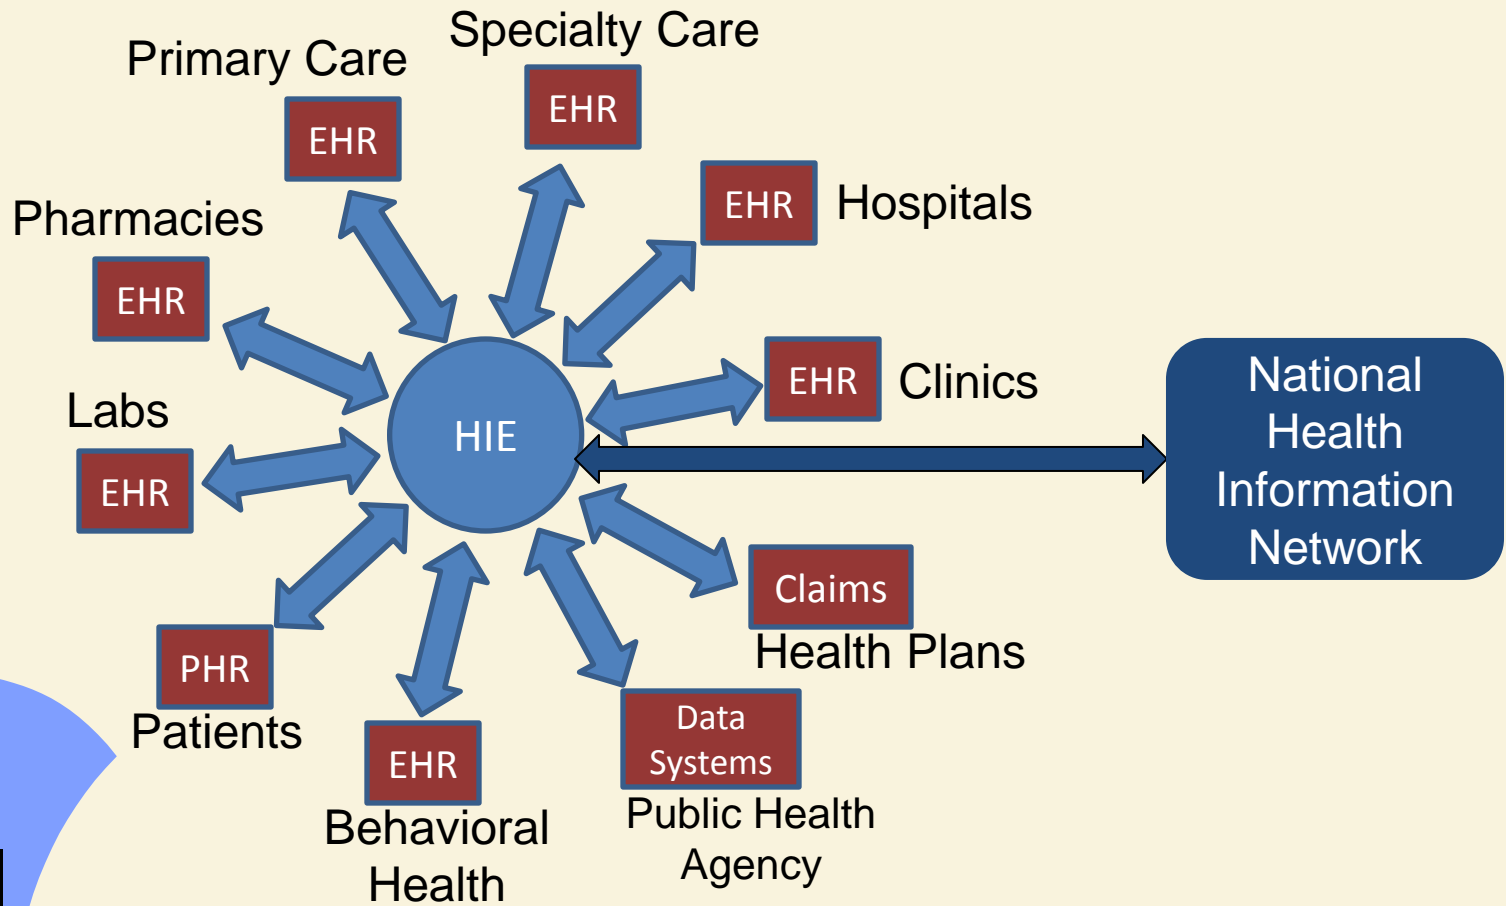 Specialty Care
EHR
Primary Care
EHR
Hospitals
EHR
Pharmacies
EHR
Clinics
EHR
Labs
EHR
HIE
National
Health
Information
Network
Claims
Health Plans
PHR
Patients
Data
Systems
Public Health
Agency
EHR
Behavioral
Health